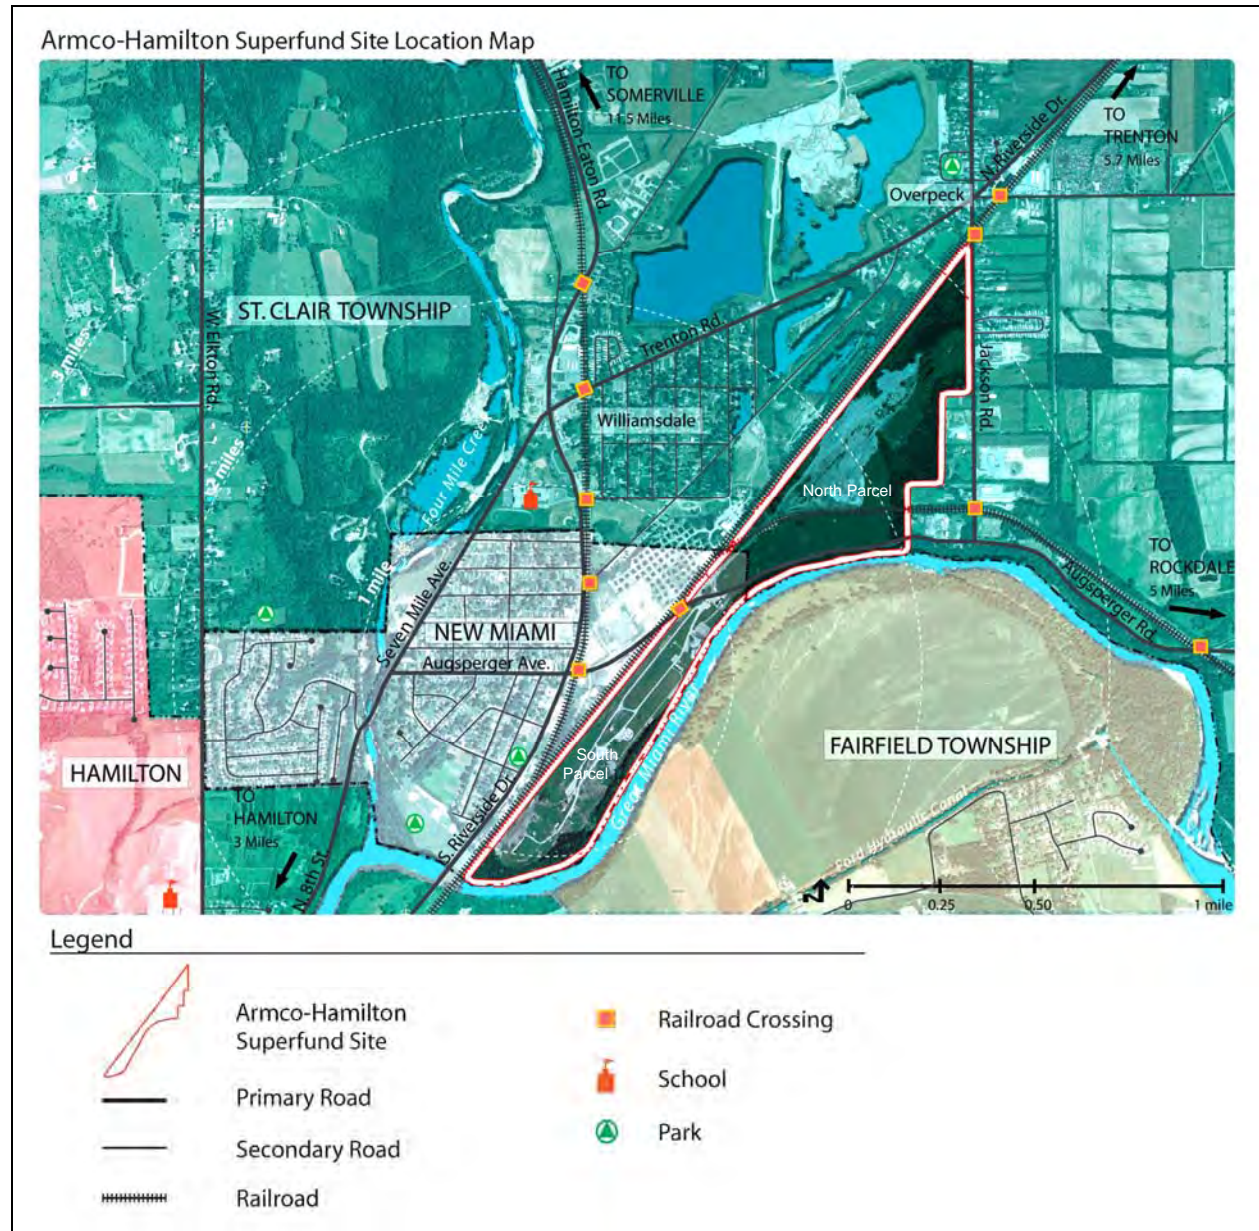 Armco-Hamilton Superfund Site Location Map
TO
SOMERVILLE
11.5 Miles
Hamilton-Eaton Rd
N. Riverside Dr.
TO
TRENTON
5.7 Miles
Overpeck
ST. CLAIR TOWNSHIP
W. Elkton Rd.
3 miles
2 miles
1 mile
Trenton Rd.
Jackson Rd.
Williamsdale
Four Mile Creek
North Parcel
Seven Mile Ave.
NEW MIAMI
Augsperger Ave.
TO
ROCKDALE
5 Miles
Augsperger Rd.
Great Miami River
FAIRFIELD TOWNSHIP
South
Parcel
HAMILTON
TO
HAMILTON
3 Miles
S. Riverside Dr.
N. 8th St.
Ford Hydraulic Canal
N
0
0.25
0.50
1 mile
Legend
Armco-Hamilton
Superfund Site
Primary Road
Secondary Road
Railroad
Railroad Crossing
School
Park